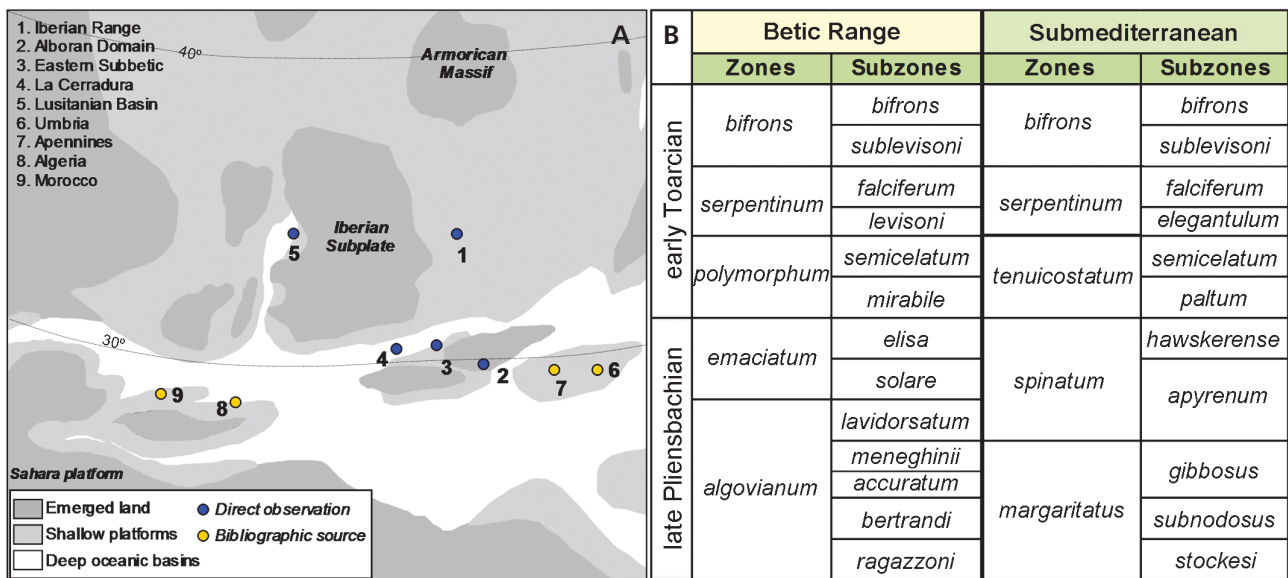 1. Iberian Range
2. Alboran Domain
3. Eastern Subbetic
4. La Cerradura
5. Lusitanian Basin
6. Umbria
7. Apennines
8. Algeria
9. Morocco
40º
Armorican
Massif
A
Iberian
Subplate
5
1
30º
4
3
2
7
6
9
8
Sahara platform
Emerged land
Direct observation
Shallow platforms
Bibliographic source
Deep oceanic basins
B
Betic Range
Submediterranean
Zones
Subzones
Zones
Subzones
early Toarcian
bifrons
bifrons
sublevisoni
bifrons
bifrons
sublevisoni
serpentinum
falciferum
levisoni
serpentinum
falciferum
elegantulum
polymorphum
semicelatum
mirabile
tenuicostatum
semicelatum
paltum
late Pliensbachian
emaciatum
elisa
solare
spinatum
hawskerense
apyrenum
algovianum
lavidorsatum
meneghinii
accuratum
bertrandi
ragazzoni
margaritatus
gibbosus
subnodosus
stockesi